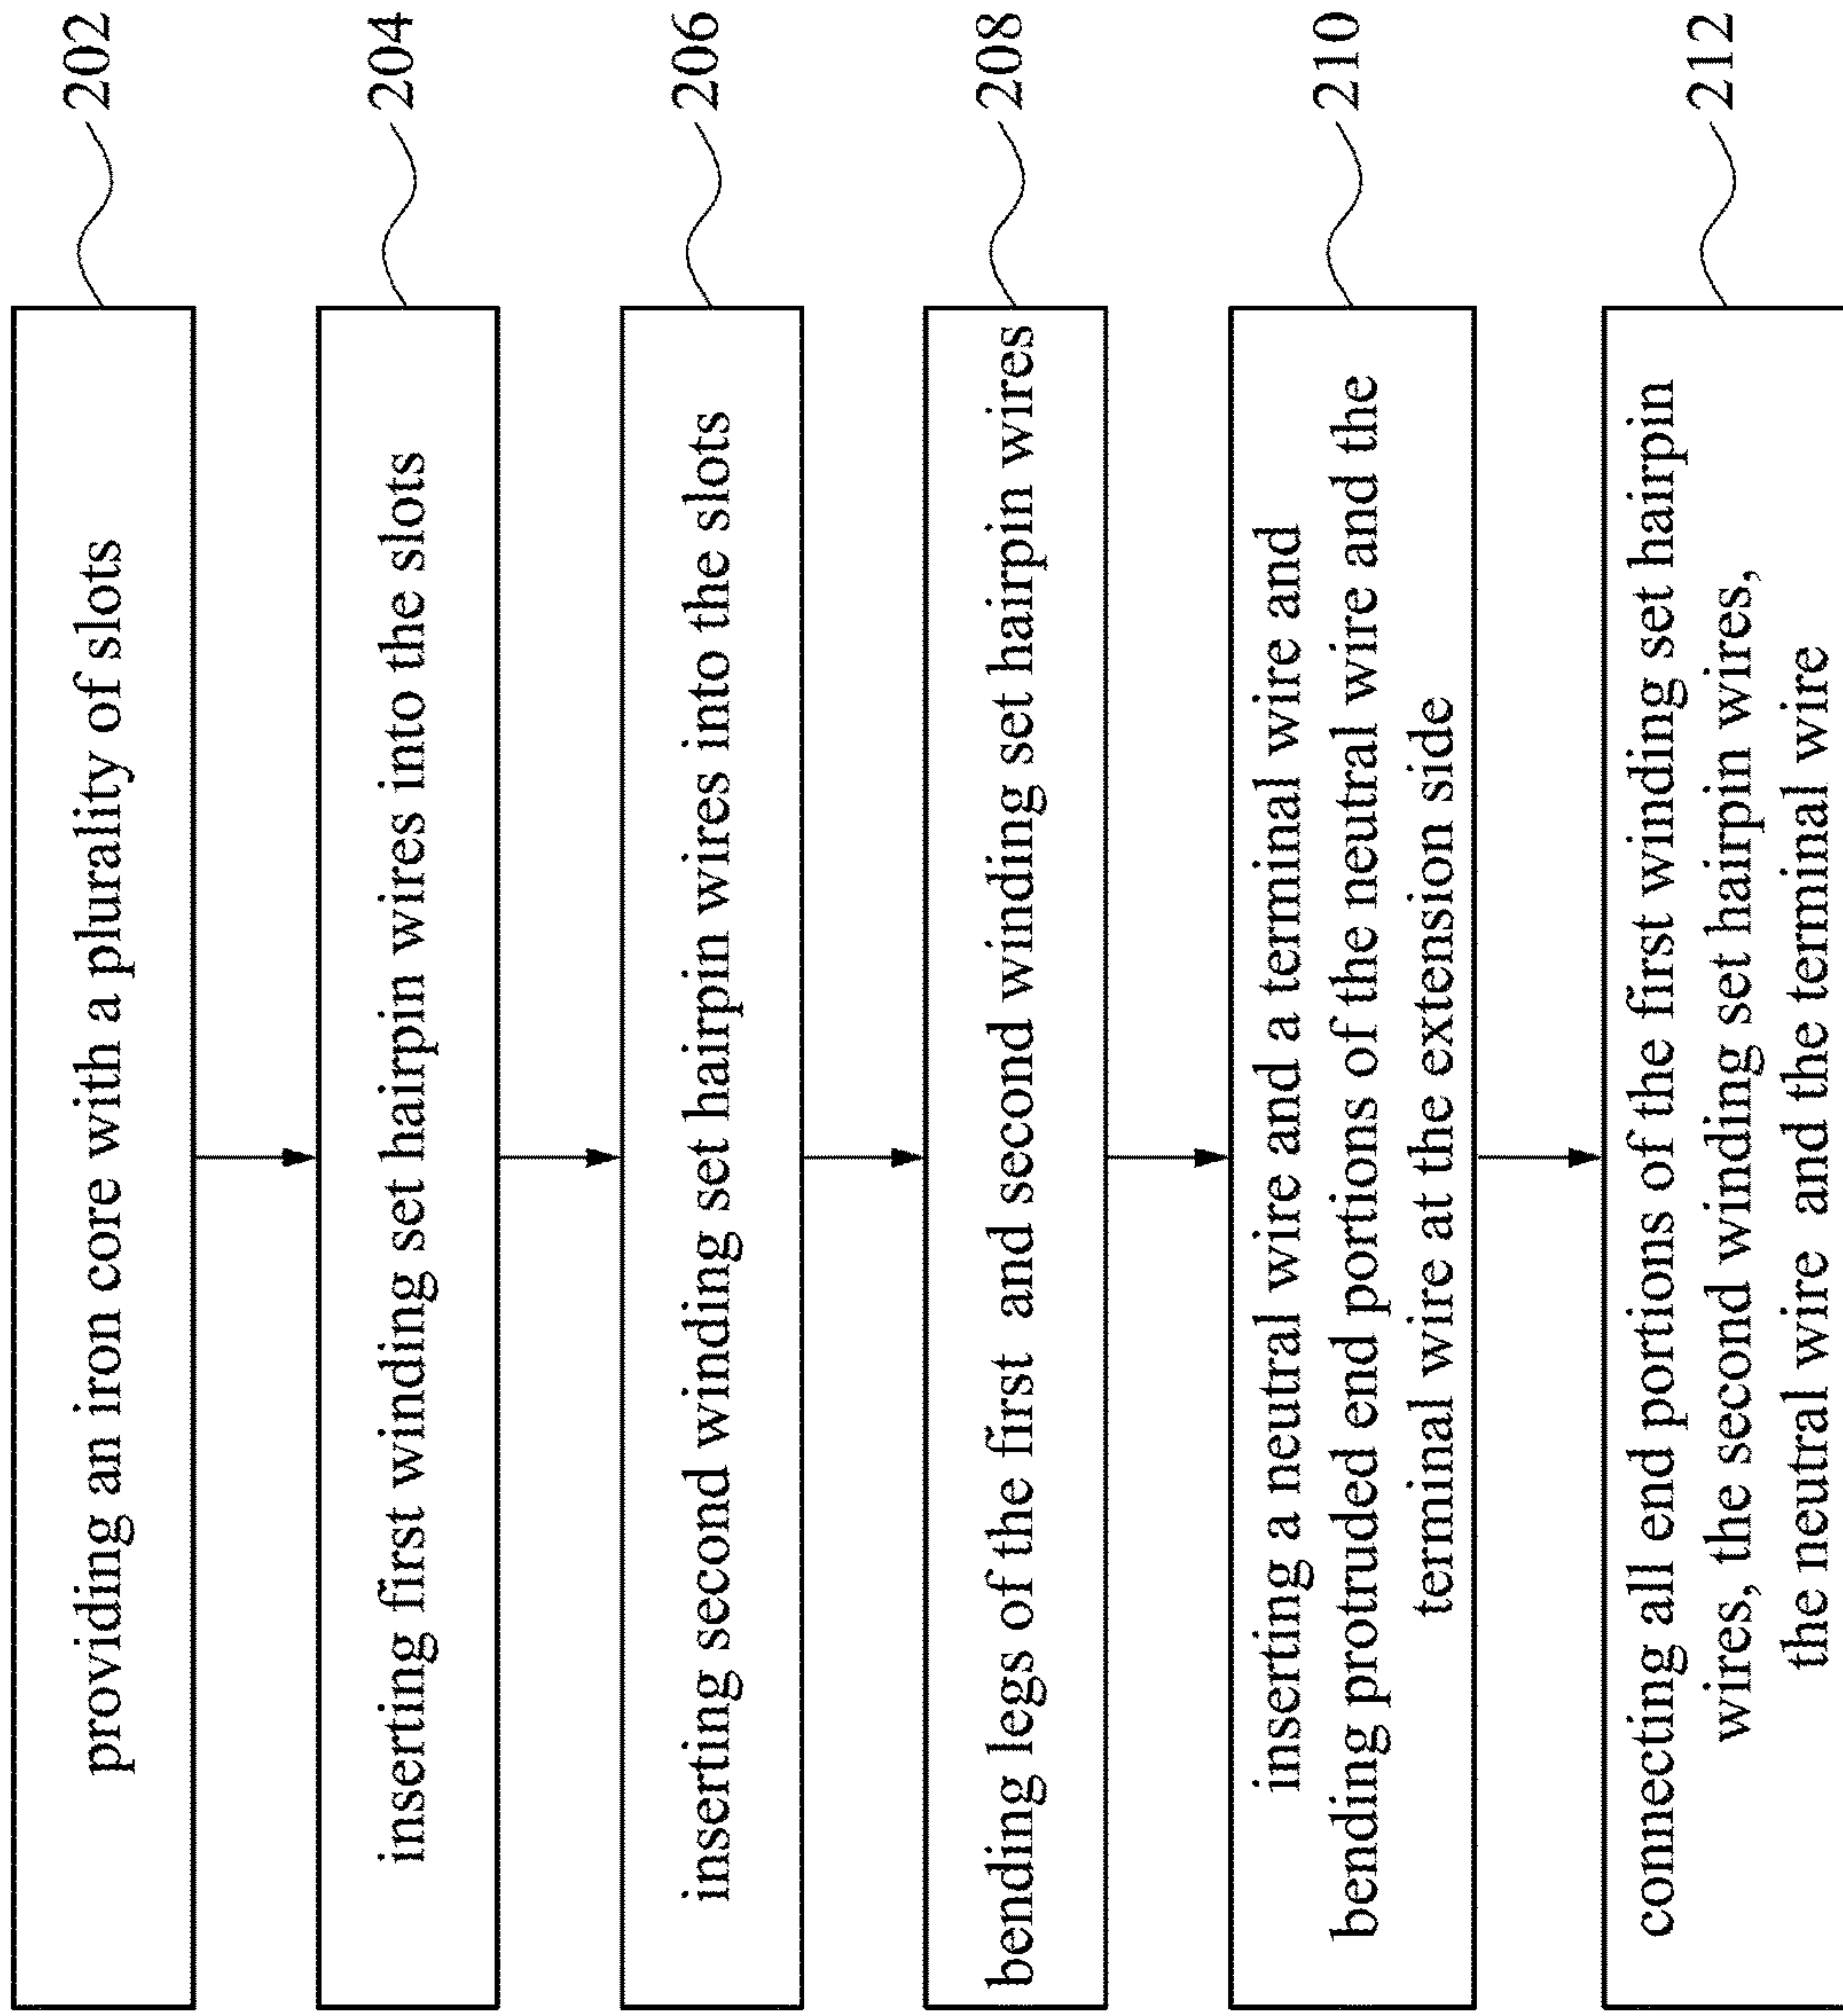 202
providing an iron core with a plurality of slots
204
inserting first winding set hairpin wires into the slots
206
inserting second winding set hairpin wires into the slots
208
bending legs of the first and second winding set hairpin wires
210
inserting a neutral wire and a terminal wire and
bending protruded end portions of the neutral wire and the
terminal wire at the extension side
212
connecting all end portions of the first winding set hairpin
wires, the second winding set hairpin wires,
the neutral wire and the terminal wire